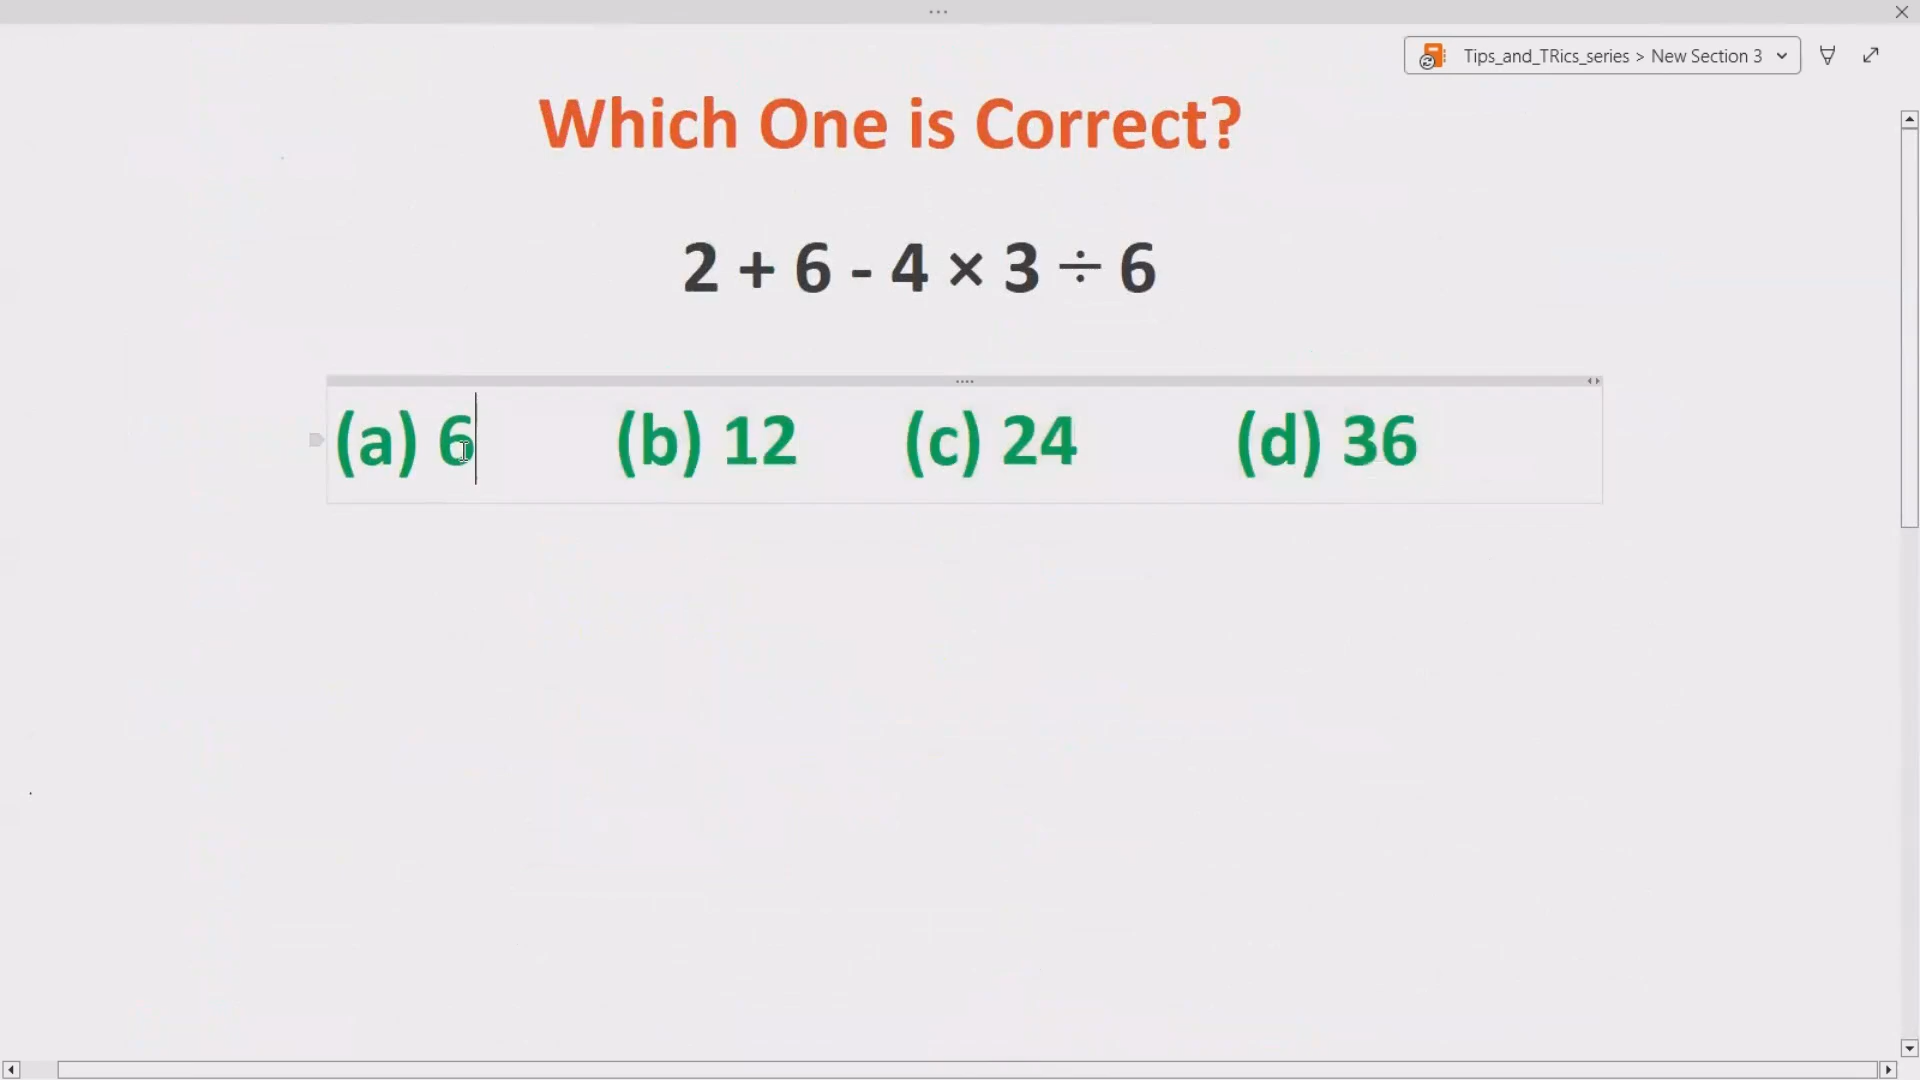 Tips_and_TRics_series > New Section 3
Which One is Correct?
2 + 6 - 4 × 3 ÷ 6
(a) 6 (b) 12 (c) 24 (d) 36